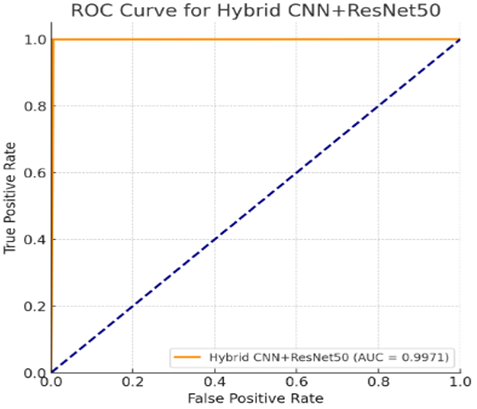 ROC Curve for Hybrid CNN+ResNet50
True Positive Rate
1.0
0.8
0.6
0.4
0.2
0.0
0.0 0.2 0.4 0.6 0.8 1.0
Hybrid CNN+ResNet50 (AUC = 0.9971)
False Positive Rate